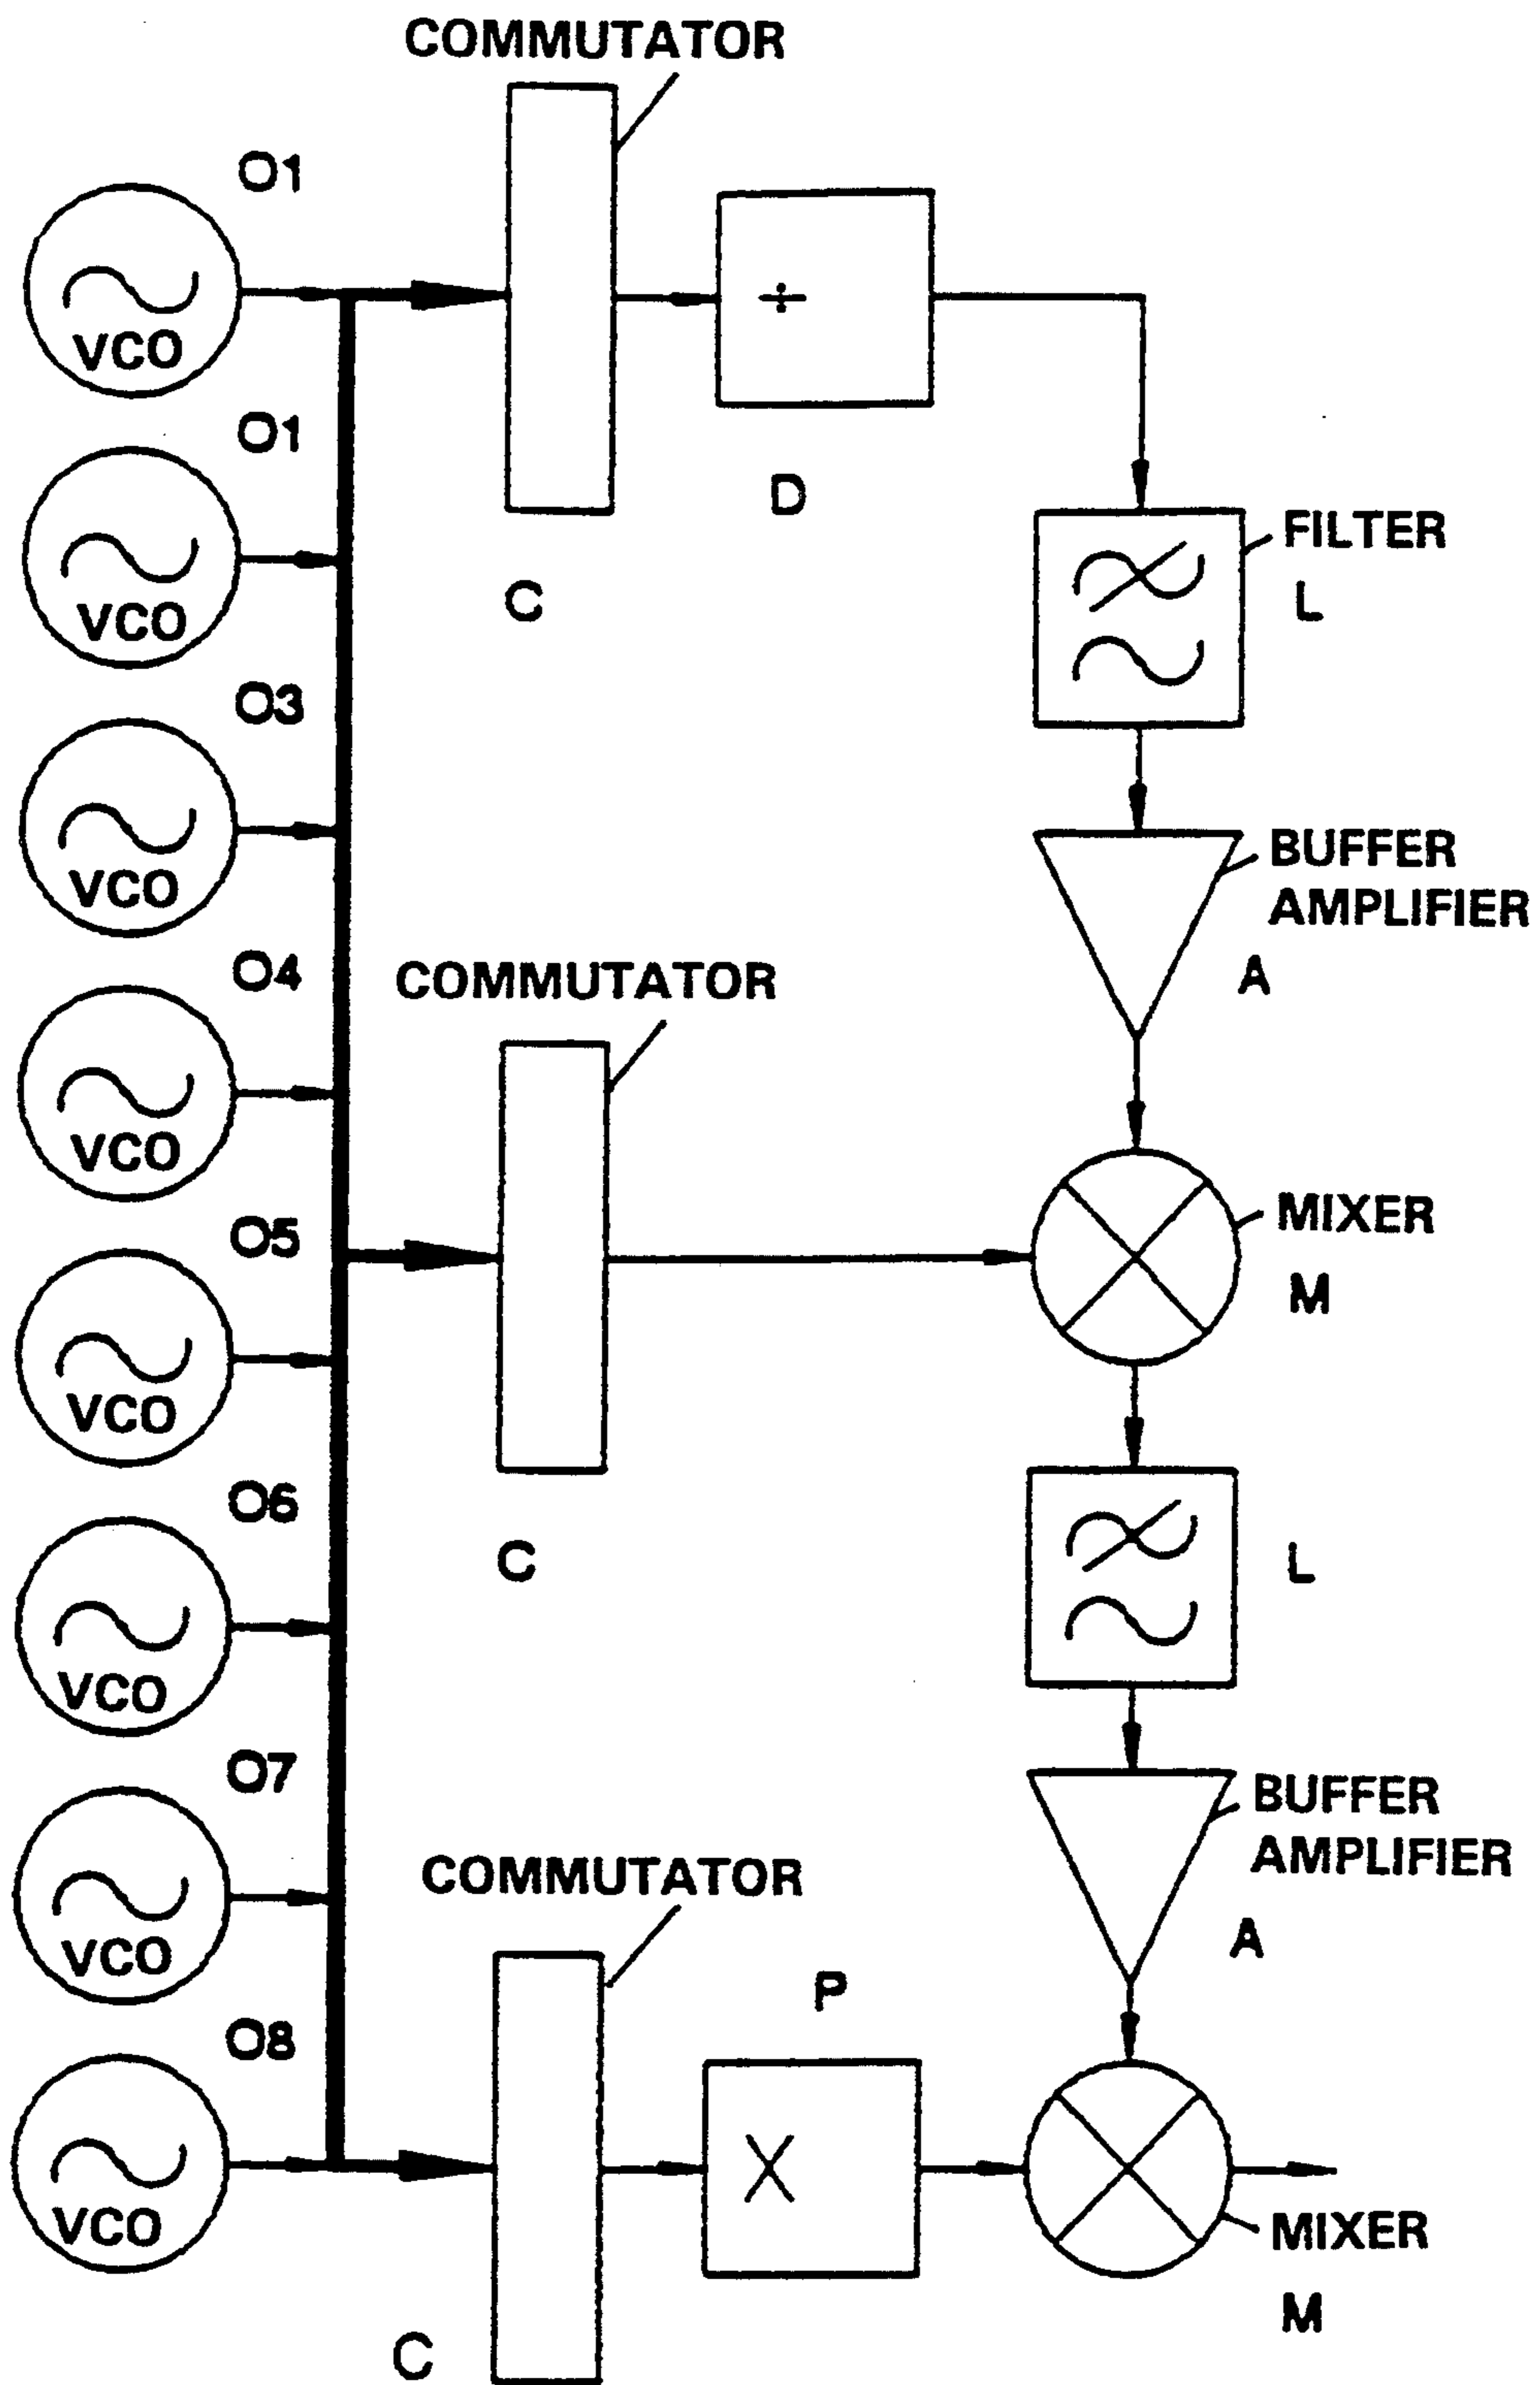 COMMUTATOR
O1
VCO
÷
O1
VCO
D
C
FILTER
L
O3
VCO
BUFFER
AMPLIFIER
A
O4
VCO
COMMUTATOR
MIXER
M
O5
VCO
C
L
O6
VCO
O7
VCO
BUFFER
AMPLIFIER
A
COMMUTATOR
P
O8
VCO
X
MIXER
M
C